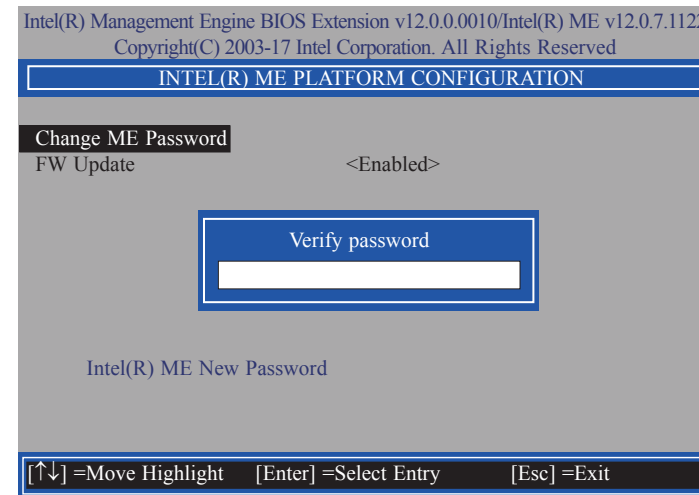 Intel(R) Management Engine BIOS Extension v12.0.0.0010/Intel(R) ME v12.0.7.1122
Copyright(C) 2003-17 Intel Corporation. All Rights Reserved
INTEL(R) ME PLATFORM CONFIGURATION
Change ME Password
FW Update <Enabled>
Verify password
Intel(R) ME New Password
[↑↓] =Move Highlight [Enter] =Select Entry [Esc] =Exit